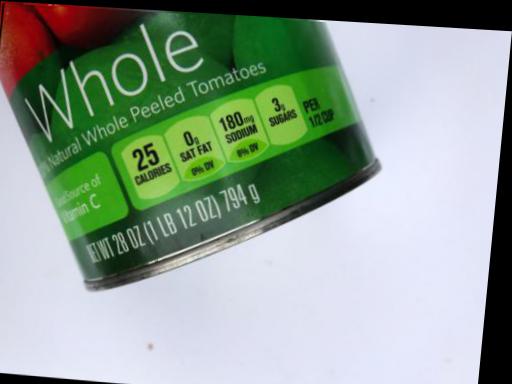 Whole
Natural Whole Peeled Tomatoes
25
CALORIES
0g
SAT FAT
0% DV
180mg
SODIUM
8% DV
3g
SUGARS
PER
1/2 CUP
Source of
Vitamin C
NET WT 28 OZ (1 LB 12 OZ) 794 g